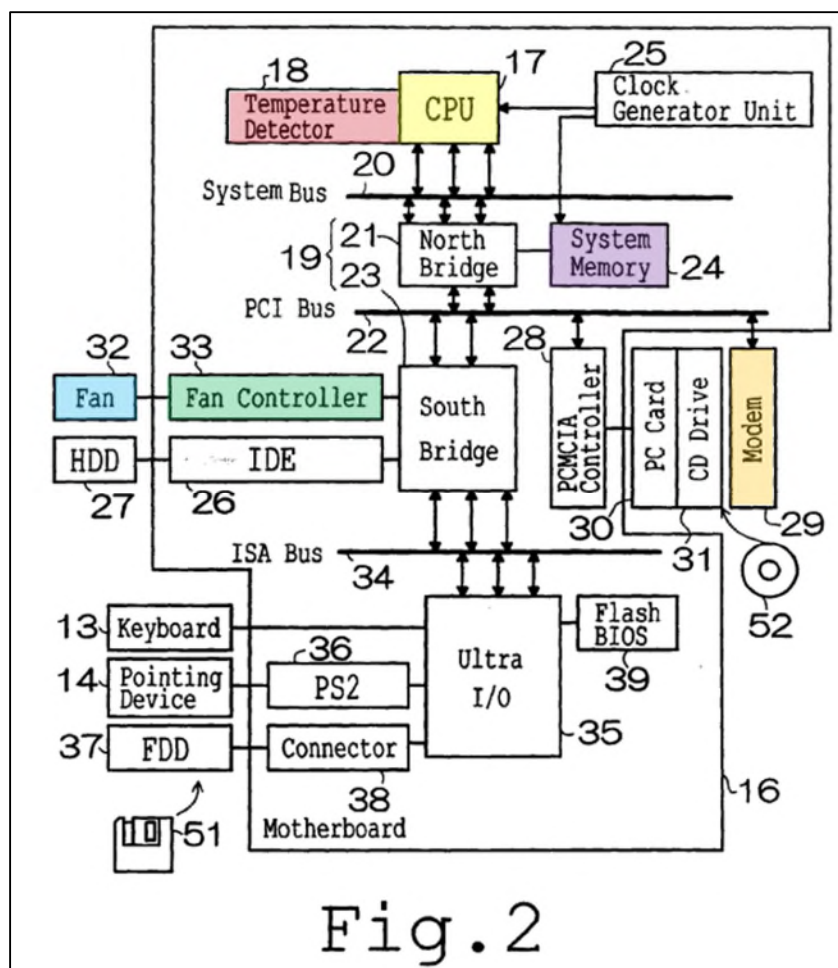 18
17
25
Temperature
Detector
CPU
Clock
Generator Unit
20
System Bus
19
21
23
North
Bridge
System
Memory
24
PCI Bus
22
28
32
33
Fan
Fan Controller
South
Bridge
PCMCIA
Controller
PC Card
CD Drive
Modem
HDD
IDE
27
26
30
31
29
ISA Bus
34
52
13
Keyboard
Flash
BIOS
36
39
14
Pointing
Device
PS2
Ultra
I/O
37
FDD
Connector
35
38
16
51
Motherboard
Fig.2